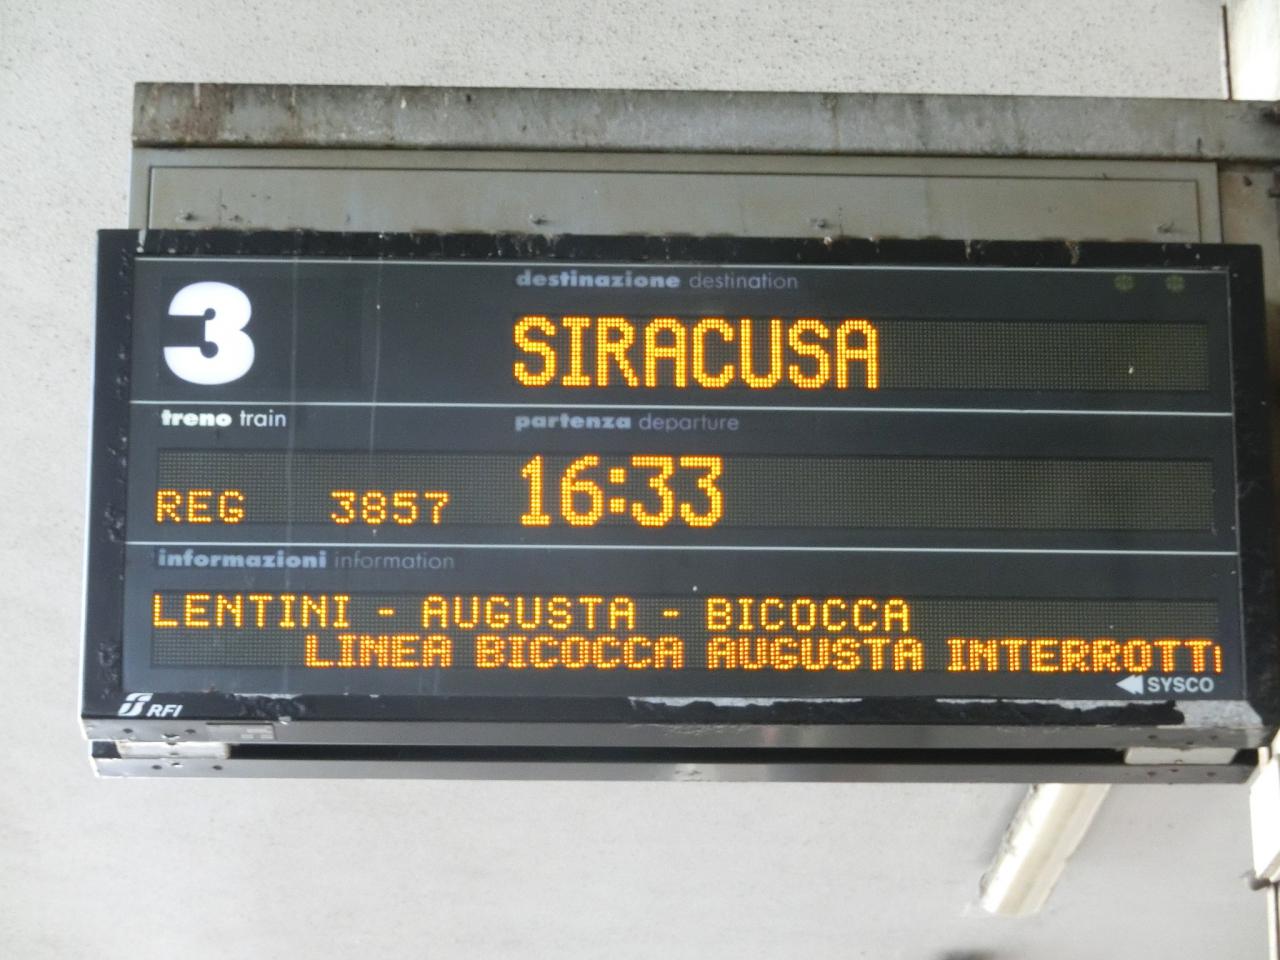 3
destinazione destination
SIRACUSA
treno train
partenza departure
REG 3857
16:33
informazioni information
LENTINI - AUGUSTA - BICOCCA
LINEA BICOCCA AUGUSTA INTERROTT
SYSCO
RFI